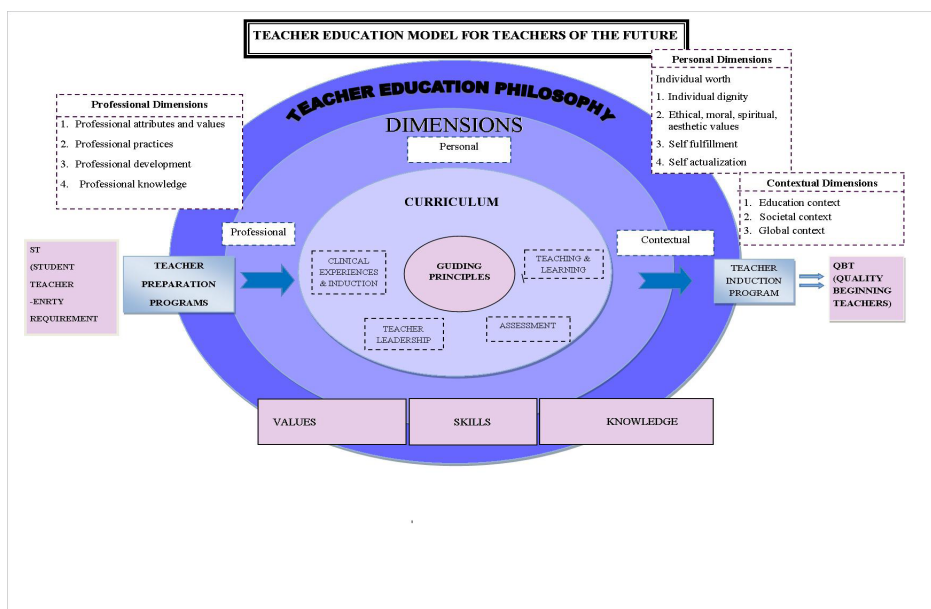 TEACHER EDUCATION MODEL FOR TEACHERS OF THE FUTURE
Personal Dimensions
Individual worth
1. Individual dignity
2. Ethical, moral, spiritual,
aesthetic values
3. Self fulfillment
4. Self actualization
TEACHER EDUCATION PHILOSOPHY
Professional Dimensions
1. Professional attributes and values
2. Professional practices
3. Professional development
4. Professional knowledge
DIMENSIONS
Personal
Contextual Dimensions
1. Education context
2. Societal context
3. Global context
CURRICULUM
Professional
Contextual
ST
(STUDENT
TEACHER
-ENRTY
REQUIREMENT
TEACHER
PREPARATION
PROGRAMS
CLINICAL
EXPERIENCES
& INDUCTION
GUIDING
PRINCIPLES
TEACHING &
LEARNING
TEACHER
INDUCTION
PROGRAM
QBT
(QUALITY
BEGINNING
TEACHERS)
TEACHER
LEADERSHIP
ASSESSMENT
VALUES
SKILLS
KNOWLEDGE